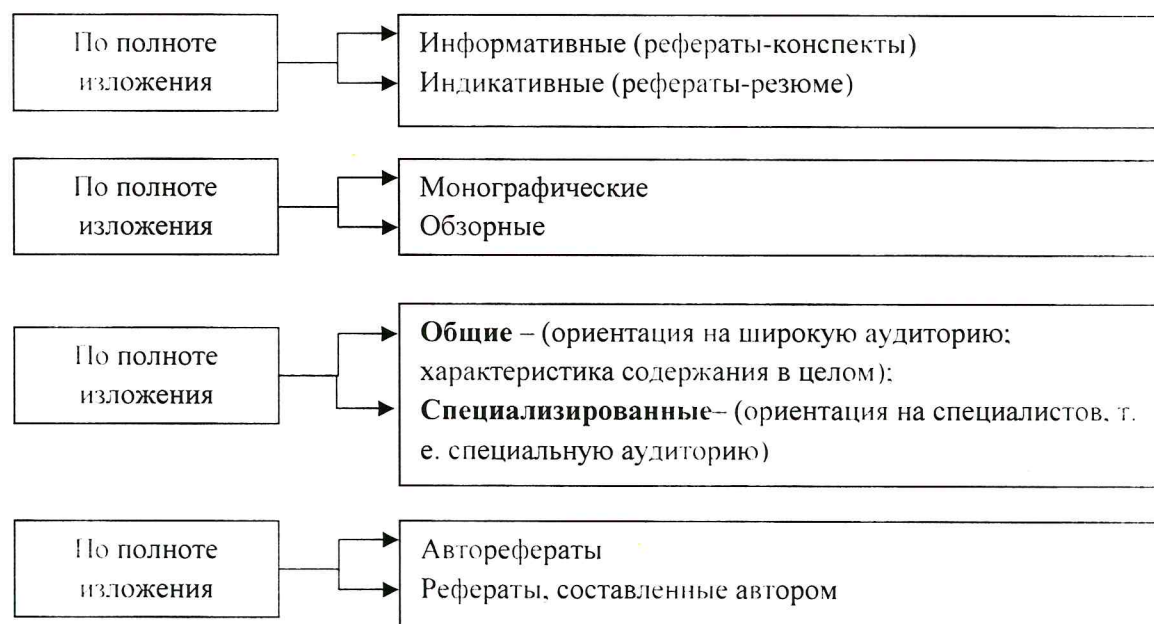 По полноте
изложения
Информативные (рефераты-конспекты)
Индикативные (рефераты-резюме)
По полноте
изложения
Монографические
Обзорные
По полноте
изложения
Общие – (ориентация на широкую аудиторию;
характеристика содержания в целом);
Специализированные– (ориентация на специалистов, т.
е. специальную аудиторию)
По полноте
изложения
Авторефераты
Рефераты, составленные автором